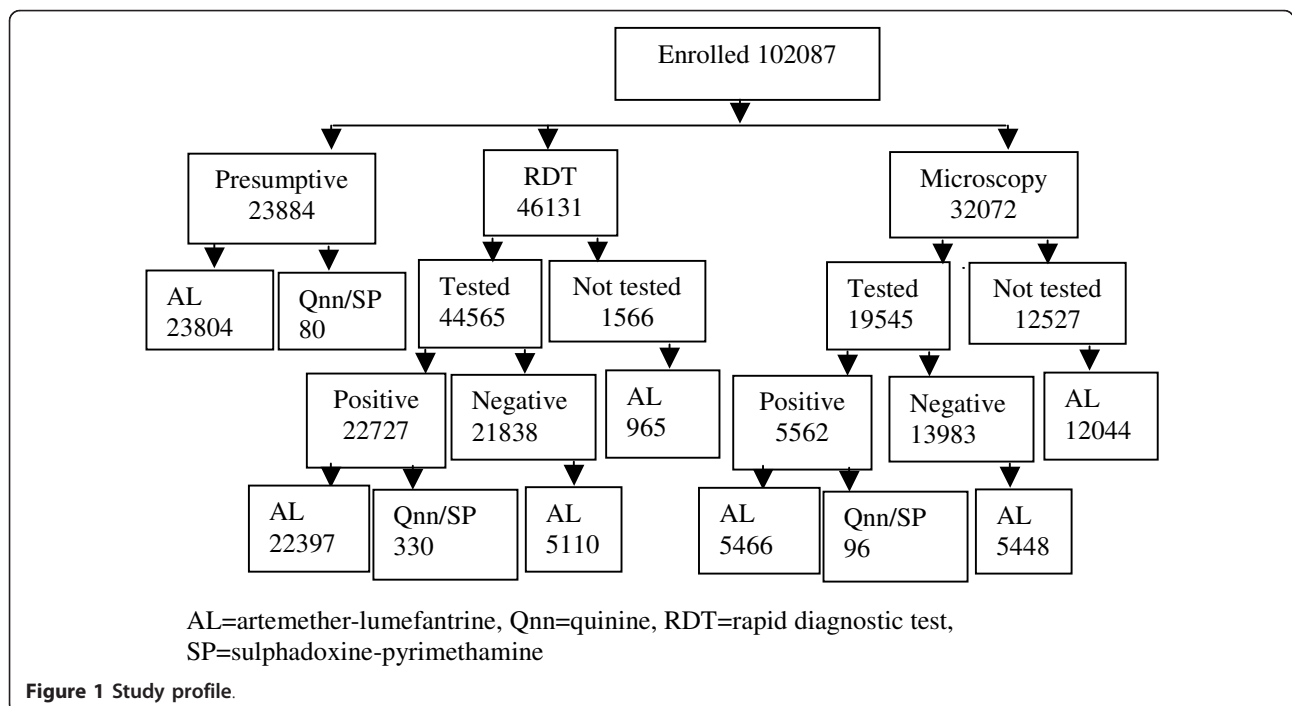 Enrolled 102087
Presumptive
23884
RDT
46131
Microscopy
32072
AL
23804
Qnn/SP
80
Tested
44565
Not tested
1566
Tested
19545
Not tested
12527
Positive
22727
Negative
21838
AL
965
Positive
5562
Negative
13983
AL
12044
AL
22397
Qnn/SP
330
AL
5110
AL
5466
Qnn/SP
96
AL
5448
AL=artemether-lumefantrine, Qnn=quinine, RDT=rapid diagnostic test,
SP=sulphadoxine-pyrimethamine
Figure 1 Study profile.